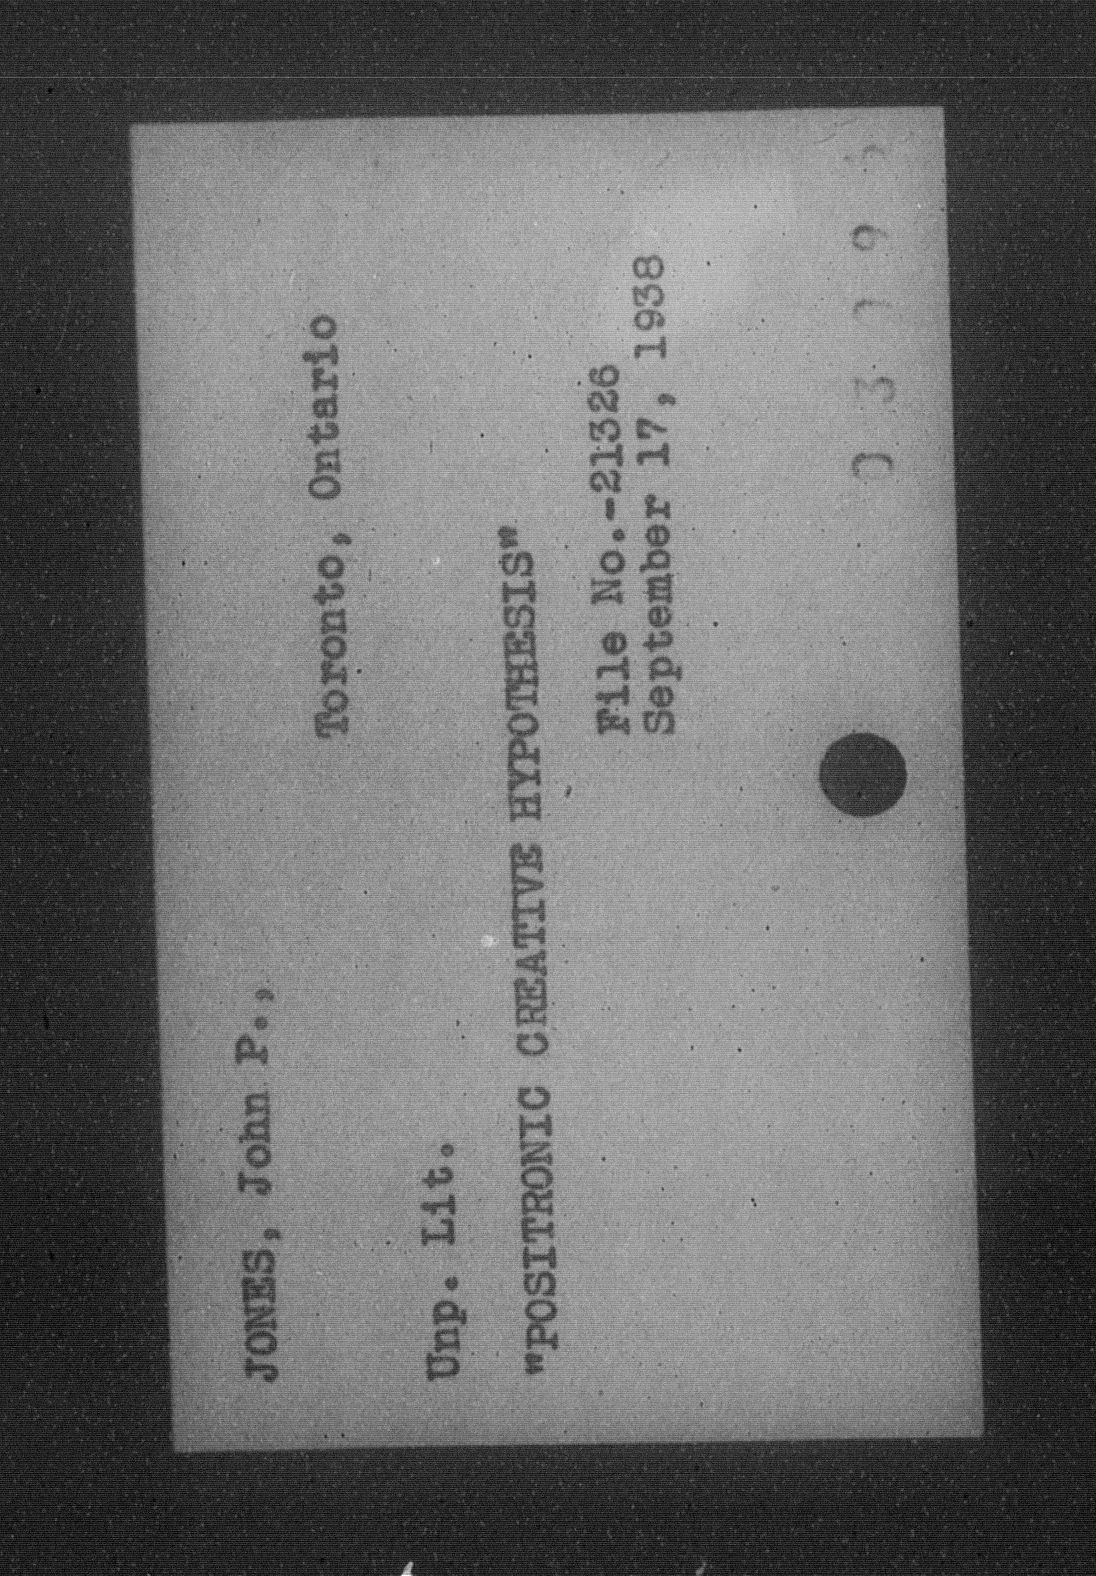 JONES, John P.,
Toronto, Ontario
Unp. Lit.
"POSITRONIC CREATIVE HYPOTHESIS"
File No.-21326
September 17, 1938